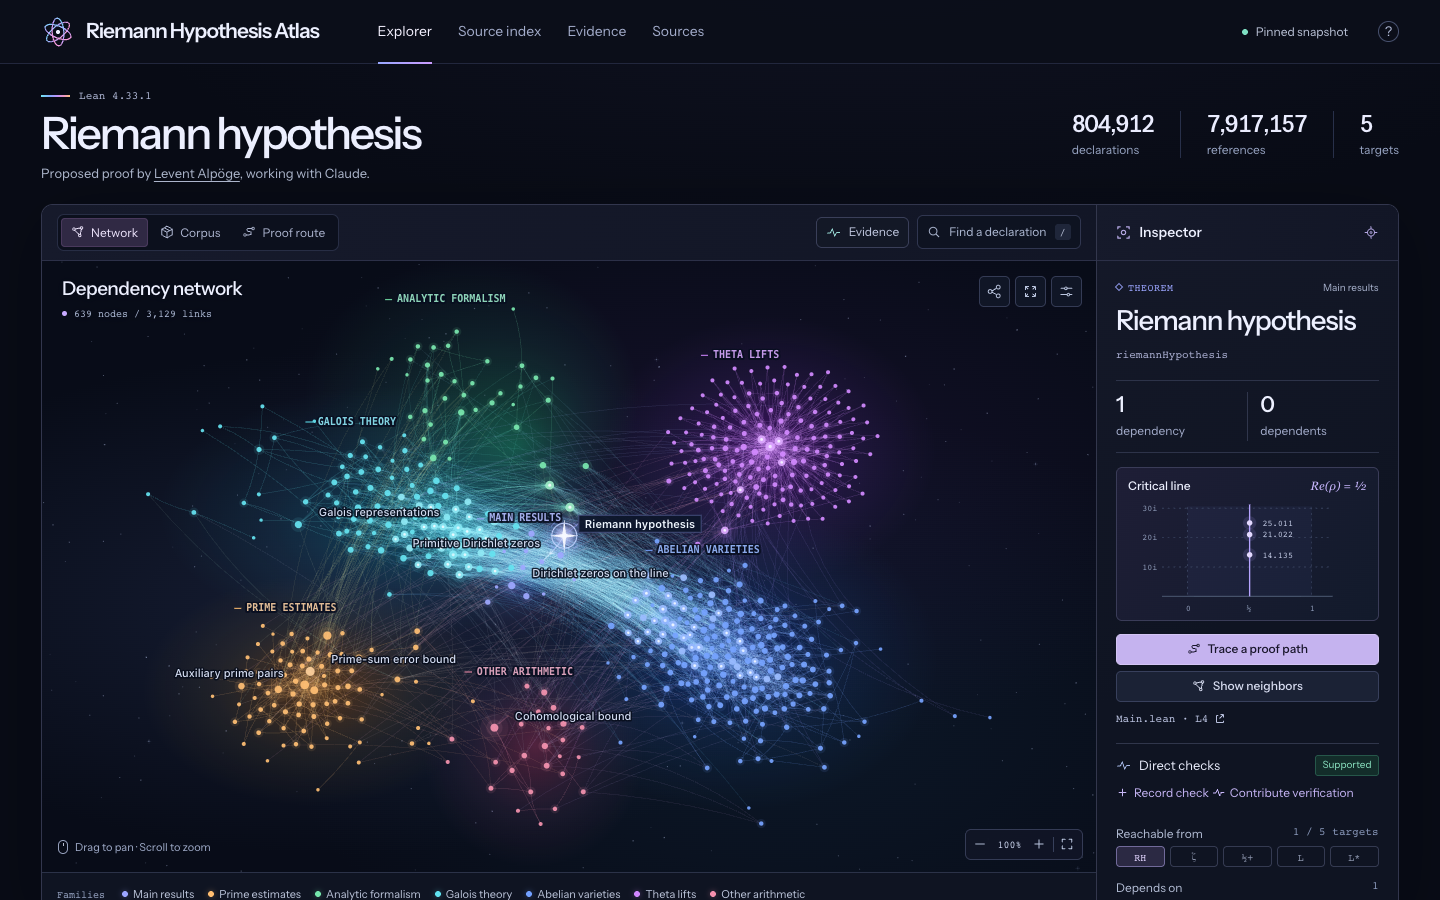 Riemann Hypothesis Atlas
Explorer
Source index
Evidence
Sources
Pinned snapshot
?
Lean 4.33.1
Riemann hypothesis
Proposed proof by Levent Alpöge, working with Claude.
804,912
declarations
7,917,157
references
5
targets
Network
Corpus
Proof route
Evidence
Find a declaration /
Inspector
Dependency network
639 nodes / 3,129 links
ANALYTIC FORMALISM
THETA LIFTS
GALOIS THEORY
Galois representations
MAIN RESULTS
Riemann hypothesis
Primitive Dirichlet zeros
ABELIAN VARIETIES
Dirichlet zeros on the line
PRIME ESTIMATES
Prime-sum error bound
Auxiliary prime pairs
OTHER ARITHMETIC
Cohomological bound
Drag to pan · Scroll to zoom
100%
Families
Main results
Prime estimates
Analytic formalism
Galois theory
Abelian varieties
Theta lifts
Other arithmetic
THEOREM
Main results
Riemann hypothesis
riemannHypothesis
1
dependency
0
dependents
Critical line
Re(ρ) = ½
30i
25.011
20i
21.022
14.135
10i
0
½
1
Trace a proof path
Show neighbors
Main.lean · L4
Direct checks
Supported
Record check
Contribute verification
Reachable from
1 / 5 targets
RH
ζ
½+
L
L*
Depends on
1